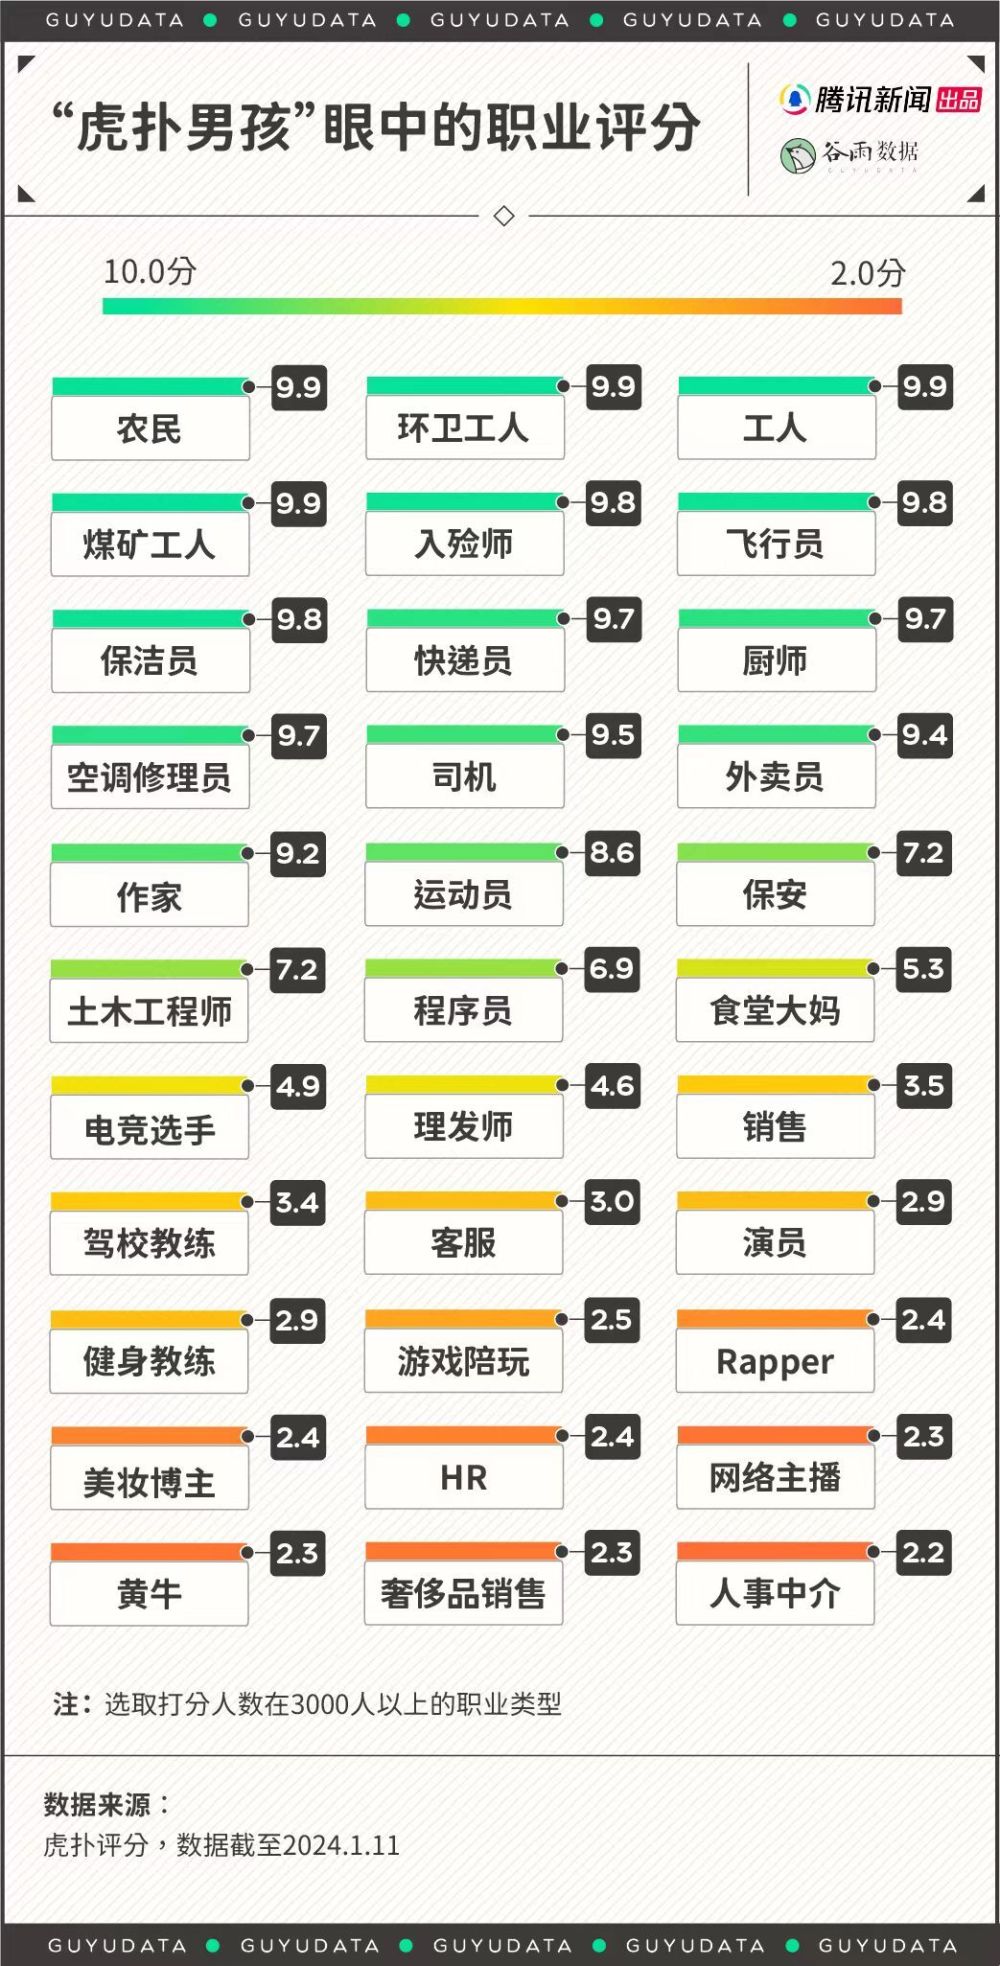 GUYUDATA GUYUDATA GUYUDATA GUYUDATA GUYUDATA
“虎扑男孩”眼中的职业评分
腾讯新闻 出品
谷雨数据
GUYUDATA
10.0分 2.0分
9.9 9.9 9.9
农民 环卫工人 工人
9.9 9.8 9.8
煤矿工人 入殓师 飞行员
9.8 9.7 9.7
保洁员 快递员 厨师
9.7 9.5 9.4
空调修理员 司机 外卖员
9.2 8.6 7.2
作家 运动员 保安
7.2 6.9 5.3
土木工程师 程序员 食堂大妈
4.9 4.6 3.5
电竞选手 理发师 销售
3.4 3.0 2.9
驾校教练 客服 演员
2.9 2.5 2.4
健身教练 游戏陪玩 Rapper
2.4 2.4 2.3
美妆博主 HR 网络主播
2.3 2.3 2.2
黄牛 奢侈品销售 人事中介
注：选取打分人数在3000人以上的职业类型
数据来源：
虎扑评分，数据截至2024.1.11
GUYUDATA GUYUDATA GUYUDATA GUYUDATA GUYUDATA